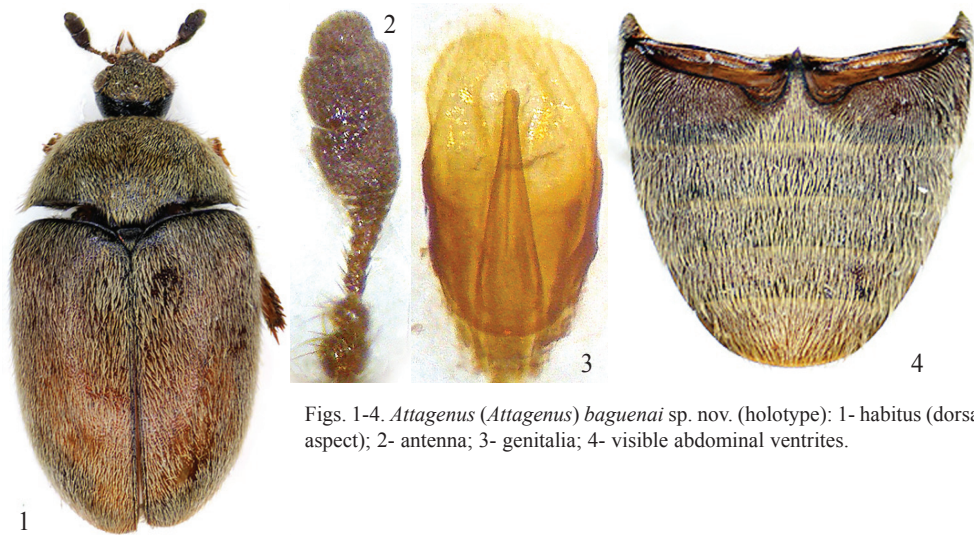 1
2
3
4
Figs. 1-4. Attagenus (Attagenus) baguenai sp. nov. (holotype): 1- habitus (dorsa
aspect); 2- antenna; 3- genitalia; 4- visible abdominal ventrites.